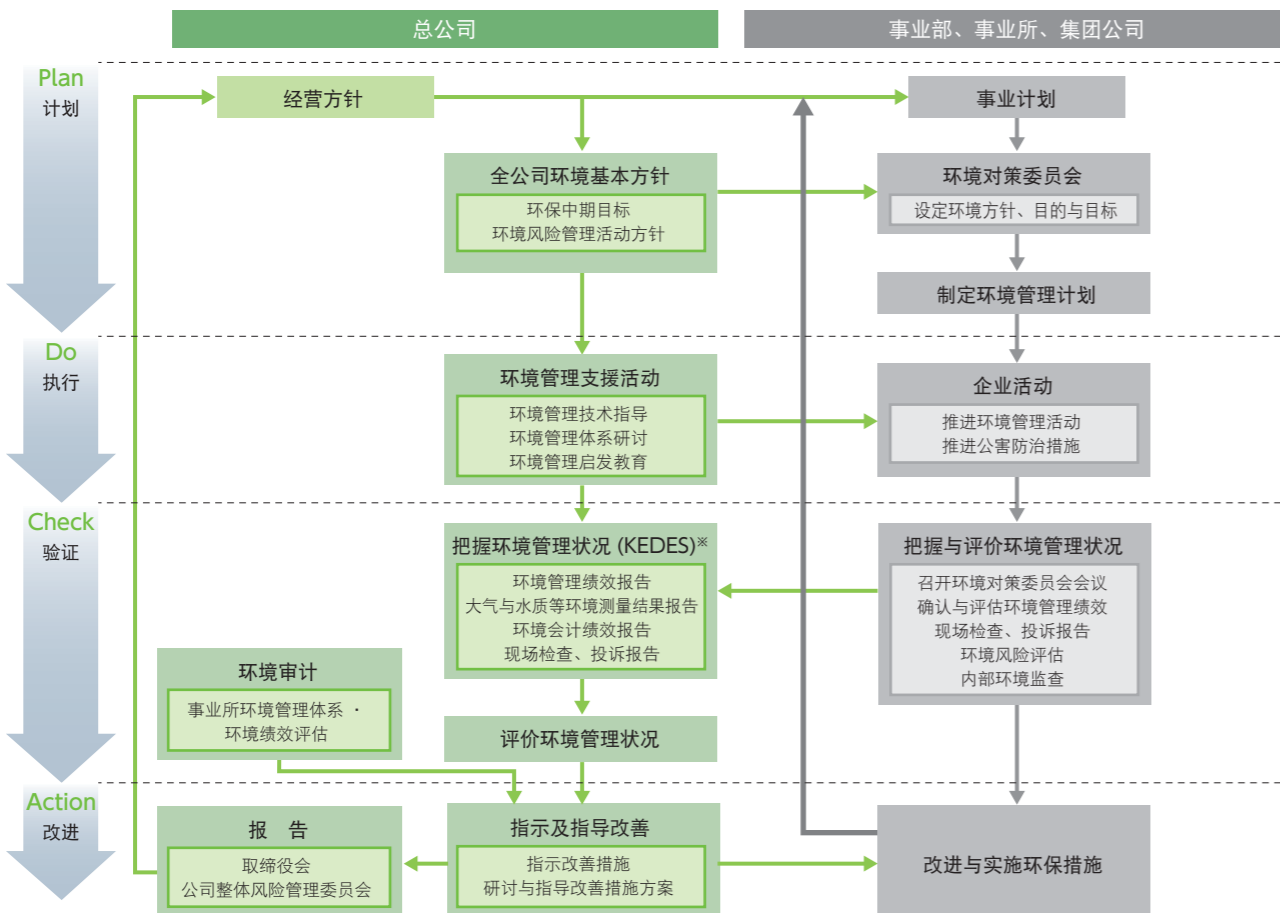 总公司
事业部、事业所、集团公司
Plan
计划
经营方针
事业计划
全公司环境基本方针
环保中期目标
环境风险管理活动方针
环境对策委员会
设定环境方针、目的与目标
制定环境管理计划
Do
执行
环境管理支援活动
环境管理技术指导
环境管理体系研讨
环境管理启发教育
企业活动
推进环境管理活动
推进公害防治措施
Check
验证
把握环境管理状况 (KEDES)※
环境管理绩效报告
大气与水质等环境测量结果报告
环境会计绩效报告
现场检查、投诉报告
把握与评价环境管理状况
召开环境对策委员会会议
确认与评估环境管理绩效
现场检查、投诉报告
环境风险评估
内部环境监查
环境审计
事业所环境管理体系 ·
环境绩效评估
评价环境管理状况
Action
改进
报 告
取缔役会
公司整体风险管理委员会
指示及指导改善
指示改善措施
研讨与指导改善措施方案
改进与实施环保措施